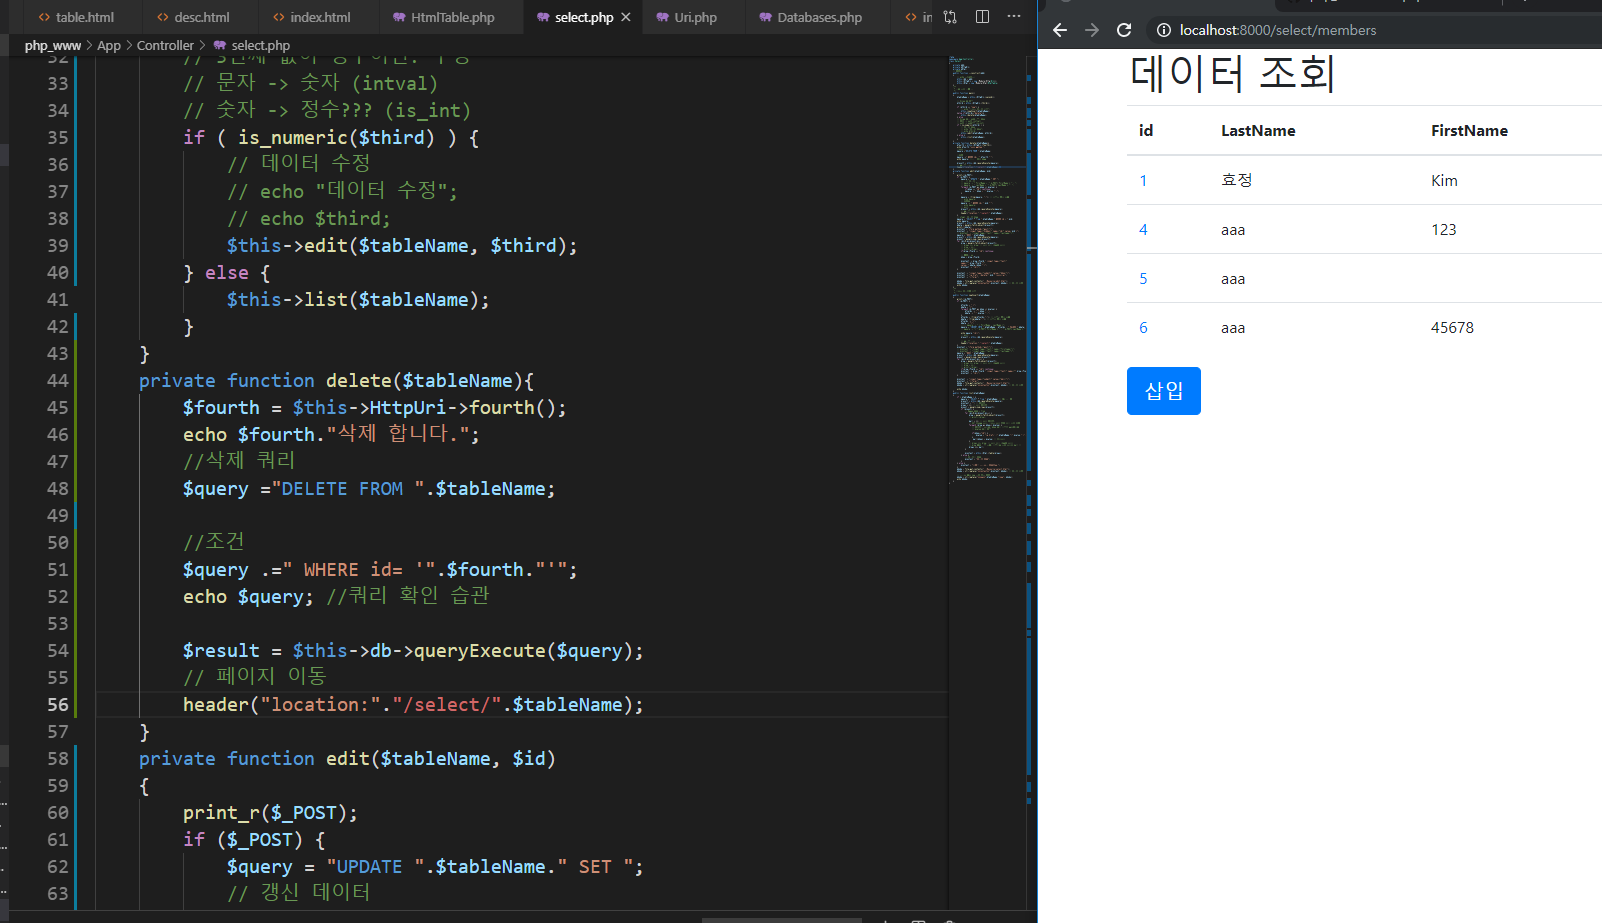 table.html desc.html index.html HtmlTable.php select.php Uri.php Databases.php in
php_www > App > Controller > select.php
32
33 // 문자 -> 숫자 (intval)
34 // 숫자 -> 정수??? (is_int)
35 if ( is_numeric($third) ) {
36 // 데이터 수정
37 // echo "데이터 수정";
38 // echo $third;
39 $this->edit($tableName, $third);
40 } else {
41 $this->list($tableName);
42 }
43 }
44 private function delete($tableName){
45 $fourth = $this->HttpUri->fourth();
46 echo $fourth."삭제 합니다.";
47 //삭제 쿼리
48 $query ="DELETE FROM ".$tableName;
49
50 //조건
51 $query .=" WHERE id= '".$fourth."'";
52 echo $query; //쿼리 확인 습관
53
54 $result = $this->db->queryExecute($query);
55 // 페이지 이동
56 header("location:"."/select/".$tableName);
57 }
58 private function edit($tableName, $id)
59 {
60 print_r($_POST);
61 if ($_POST) {
62 $query = "UPDATE ".$tableName." SET ";
63 // 갱신 데이터
localhost:8000/select/members
데이터 조회
id LastName FirstName
1 효정 Kim
4 aaa 123
5 aaa
6 aaa 45678
삽입